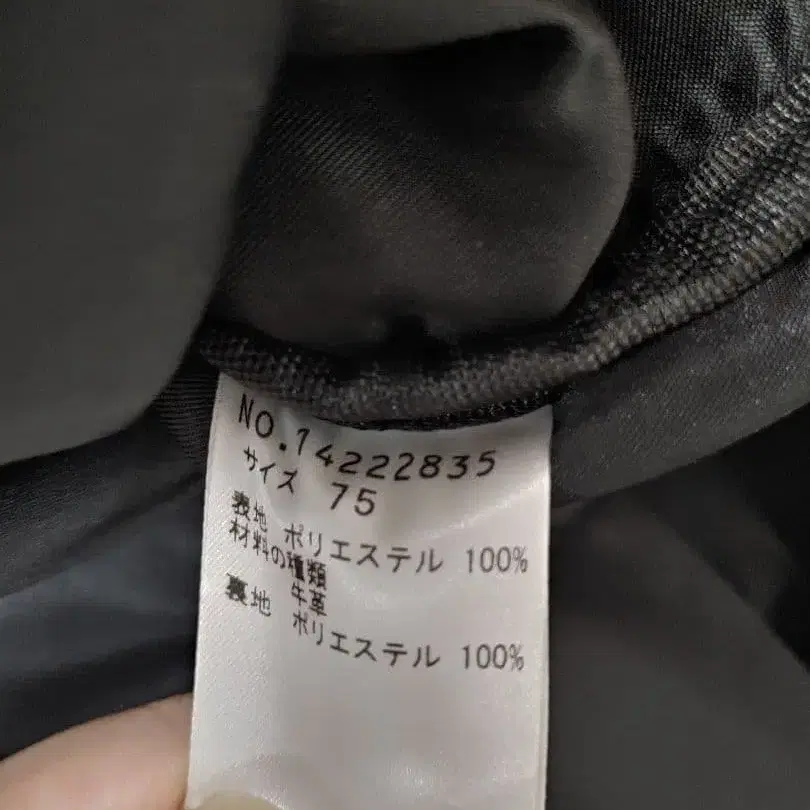 NO.14222835
サイズ 75
表地 ポリエステル 100%
材料の種類
牛革
裏地 ポリエステル 100%